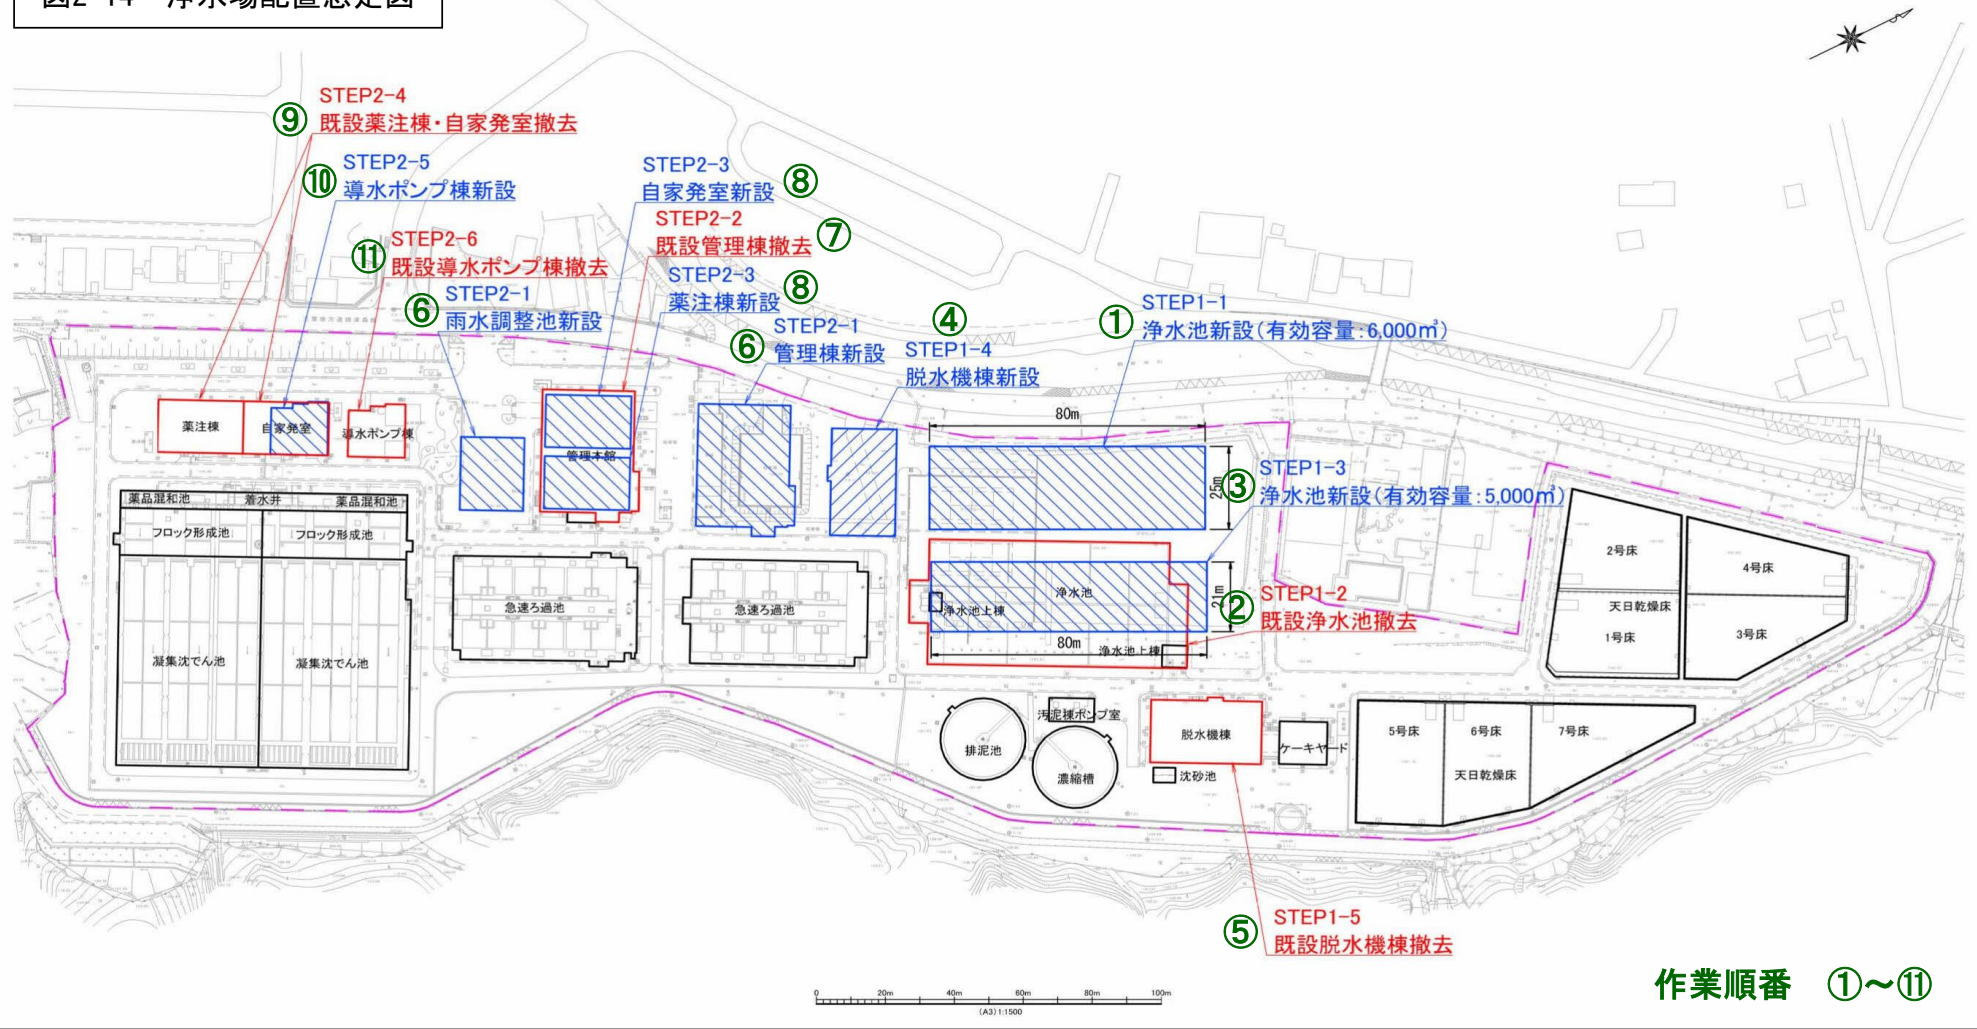 図2-14 浄水場配置想定図
⑨ STEP2-4
既設薬注棟・自家発室撤去
⑩ STEP2-5
導水ポンプ棟新設
STEP2-3
自家発室新設 ⑧
STEP2-2
既設管理棟撤去 ⑦
⑪ STEP2-6
既設導水ポンプ棟撤去
STEP2-3
薬注棟新設 ⑧
⑥ STEP2-1
雨水調整池新設
⑥ STEP2-1
管理棟新設
④
STEP1-4
脱水機棟新設
① STEP1-1
浄水池新設(有効容量:6,000㎥)
80m
25m
③ STEP1-3
浄水池新設(有効容量:5,000㎥)
薬注棟
自家発室
導水ポンプ棟
管理本館
薬品混和池
着水井
薬品混和池
フロック形成池
フロック形成池
凝集沈でん池
凝集沈でん池
急速ろ過池
急速ろ過池
浄水池
浄水池上棟
21m
② STEP1-2
既設浄水池撤去
80m
浄水池上棟
2号床
4号床
天日乾燥床
1号床
3号床
排泥池
汚泥棟ポンプ室
濃縮槽
脱水機棟
沈砂池
ケーキヤード
5号床
6号床
7号床
天日乾燥床
⑤ STEP1-5
既設脱水機棟撤去
作業順番 ①～⑪
0 20m 40m 60m 80m 100m
(A3)1:1500